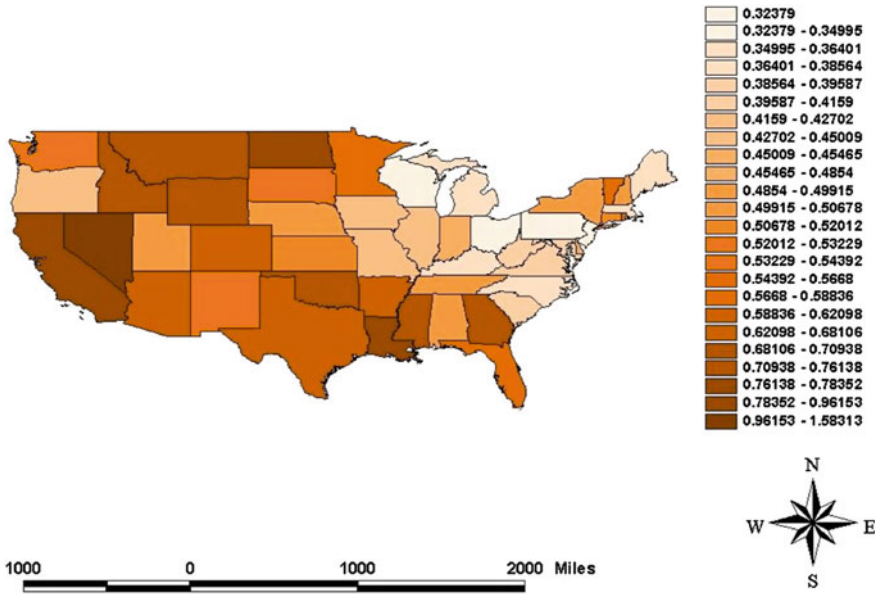 0.32379
0.32379 - 0.34995
0.34995 - 0.36401
0.36401 - 0.38564
0.38564 - 0.39587
0.39587 - 0.4159
0.4159 - 0.42702
0.42702 - 0.45009
0.45009 - 0.45465
0.45465 - 0.4854
0.4854 - 0.49915
0.49915 - 0.50678
0.50678 - 0.52012
0.52012 - 0.53229
0.53229 - 0.54392
0.54392 - 0.5668
0.5668 - 0.58836
0.58836 - 0.62098
0.62098 - 0.68106
0.68106 - 0.70938
0.70938 - 0.76138
0.76138 - 0.78352
0.78352 - 0.96153
0.96153 - 1.58313
N
W E
S
1000 0 1000 2000 Miles